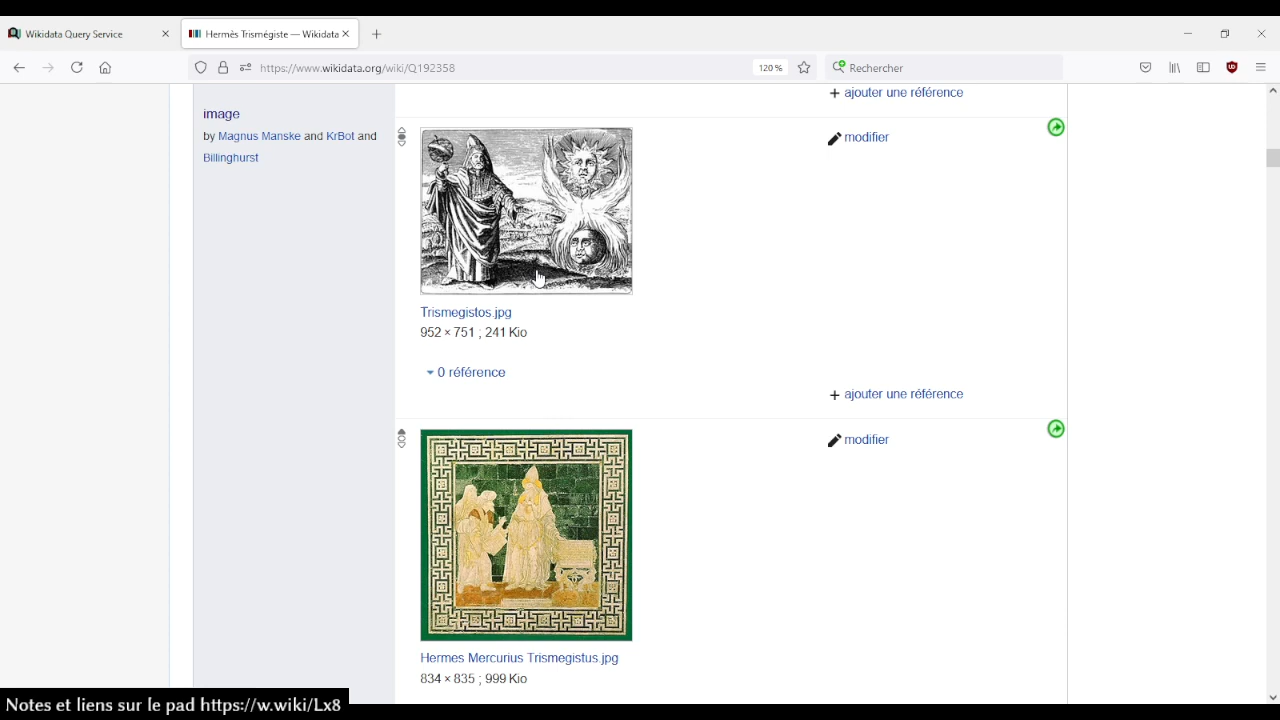 Wikidata Query Service
Hermès Trismégiste — Wikidata
https://www.wikidata.org/wiki/Q192358
120 %
Rechercher
image
by Magnus Manske and KrBot and
Billinghurst
ajouter une référence
modifier
Trismegistos.jpg
952 × 751 ; 241 Kio
0 référence
ajouter une référence
modifier
Hermes Mercurius Trismegistus.jpg
834 × 835 ; 999 Kio
Notes et liens sur le pad https://w.wiki/Lx8